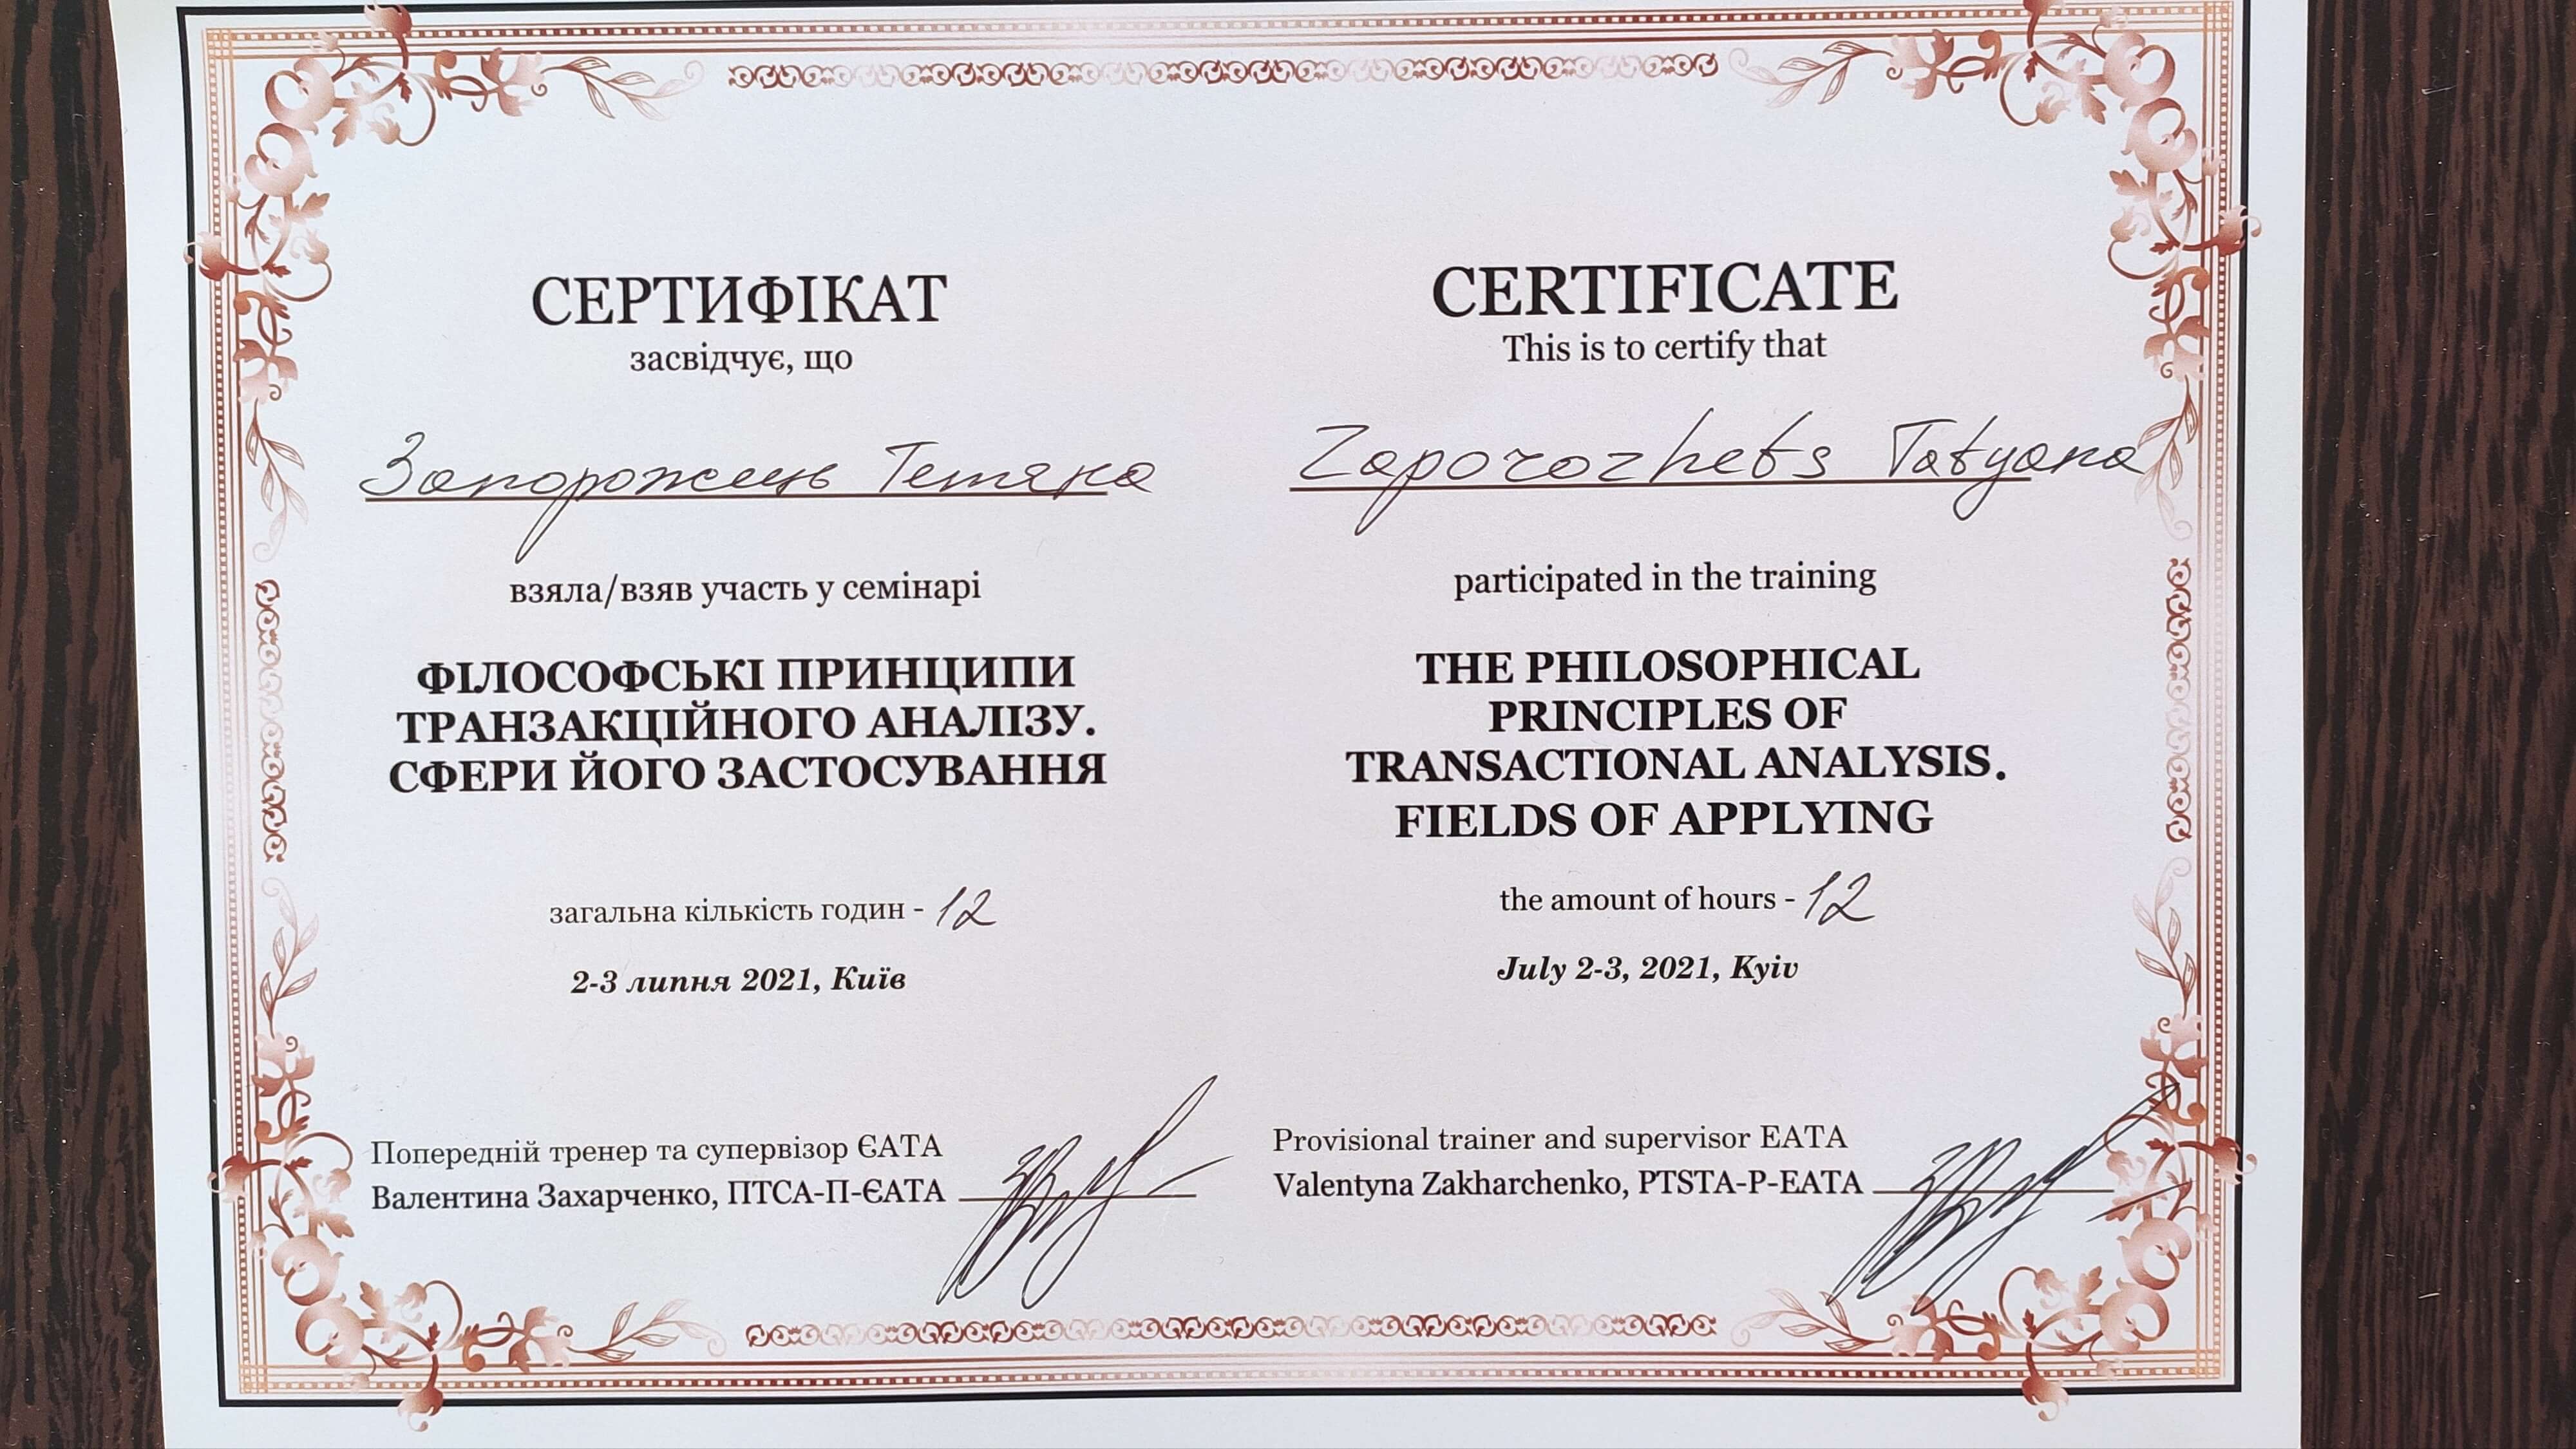 СЕРТИФІКАТ
засвідчує, що
Запорожець Тетяна
взяла/взяв участь у семінарі
ФІЛОСОФСЬКІ ПРИНЦИПИ
ТРАНЗАКЦІЙНОГО АНАЛІЗУ.
СФЕРИ ЙОГО ЗАСТОСУВАННЯ
загальна кількість годин - 12
2-3 липня 2021, Київ
Попередній тренер та супервізор ЄАТА
Валентина Захарченко, ПТСА-П-ЄАТА
CERTIFICATE
This is to certify that
Zaporozhets Tatyana
participated in the training
THE PHILOSOPHICAL
PRINCIPLES OF
TRANSACTIONAL ANALYSIS.
FIELDS OF APPLYING
the amount of hours - 12
July 2-3, 2021, Kyiv
Provisional trainer and supervisor EATA
Valentyna Zakharchenko, PTSTA-P-EATA